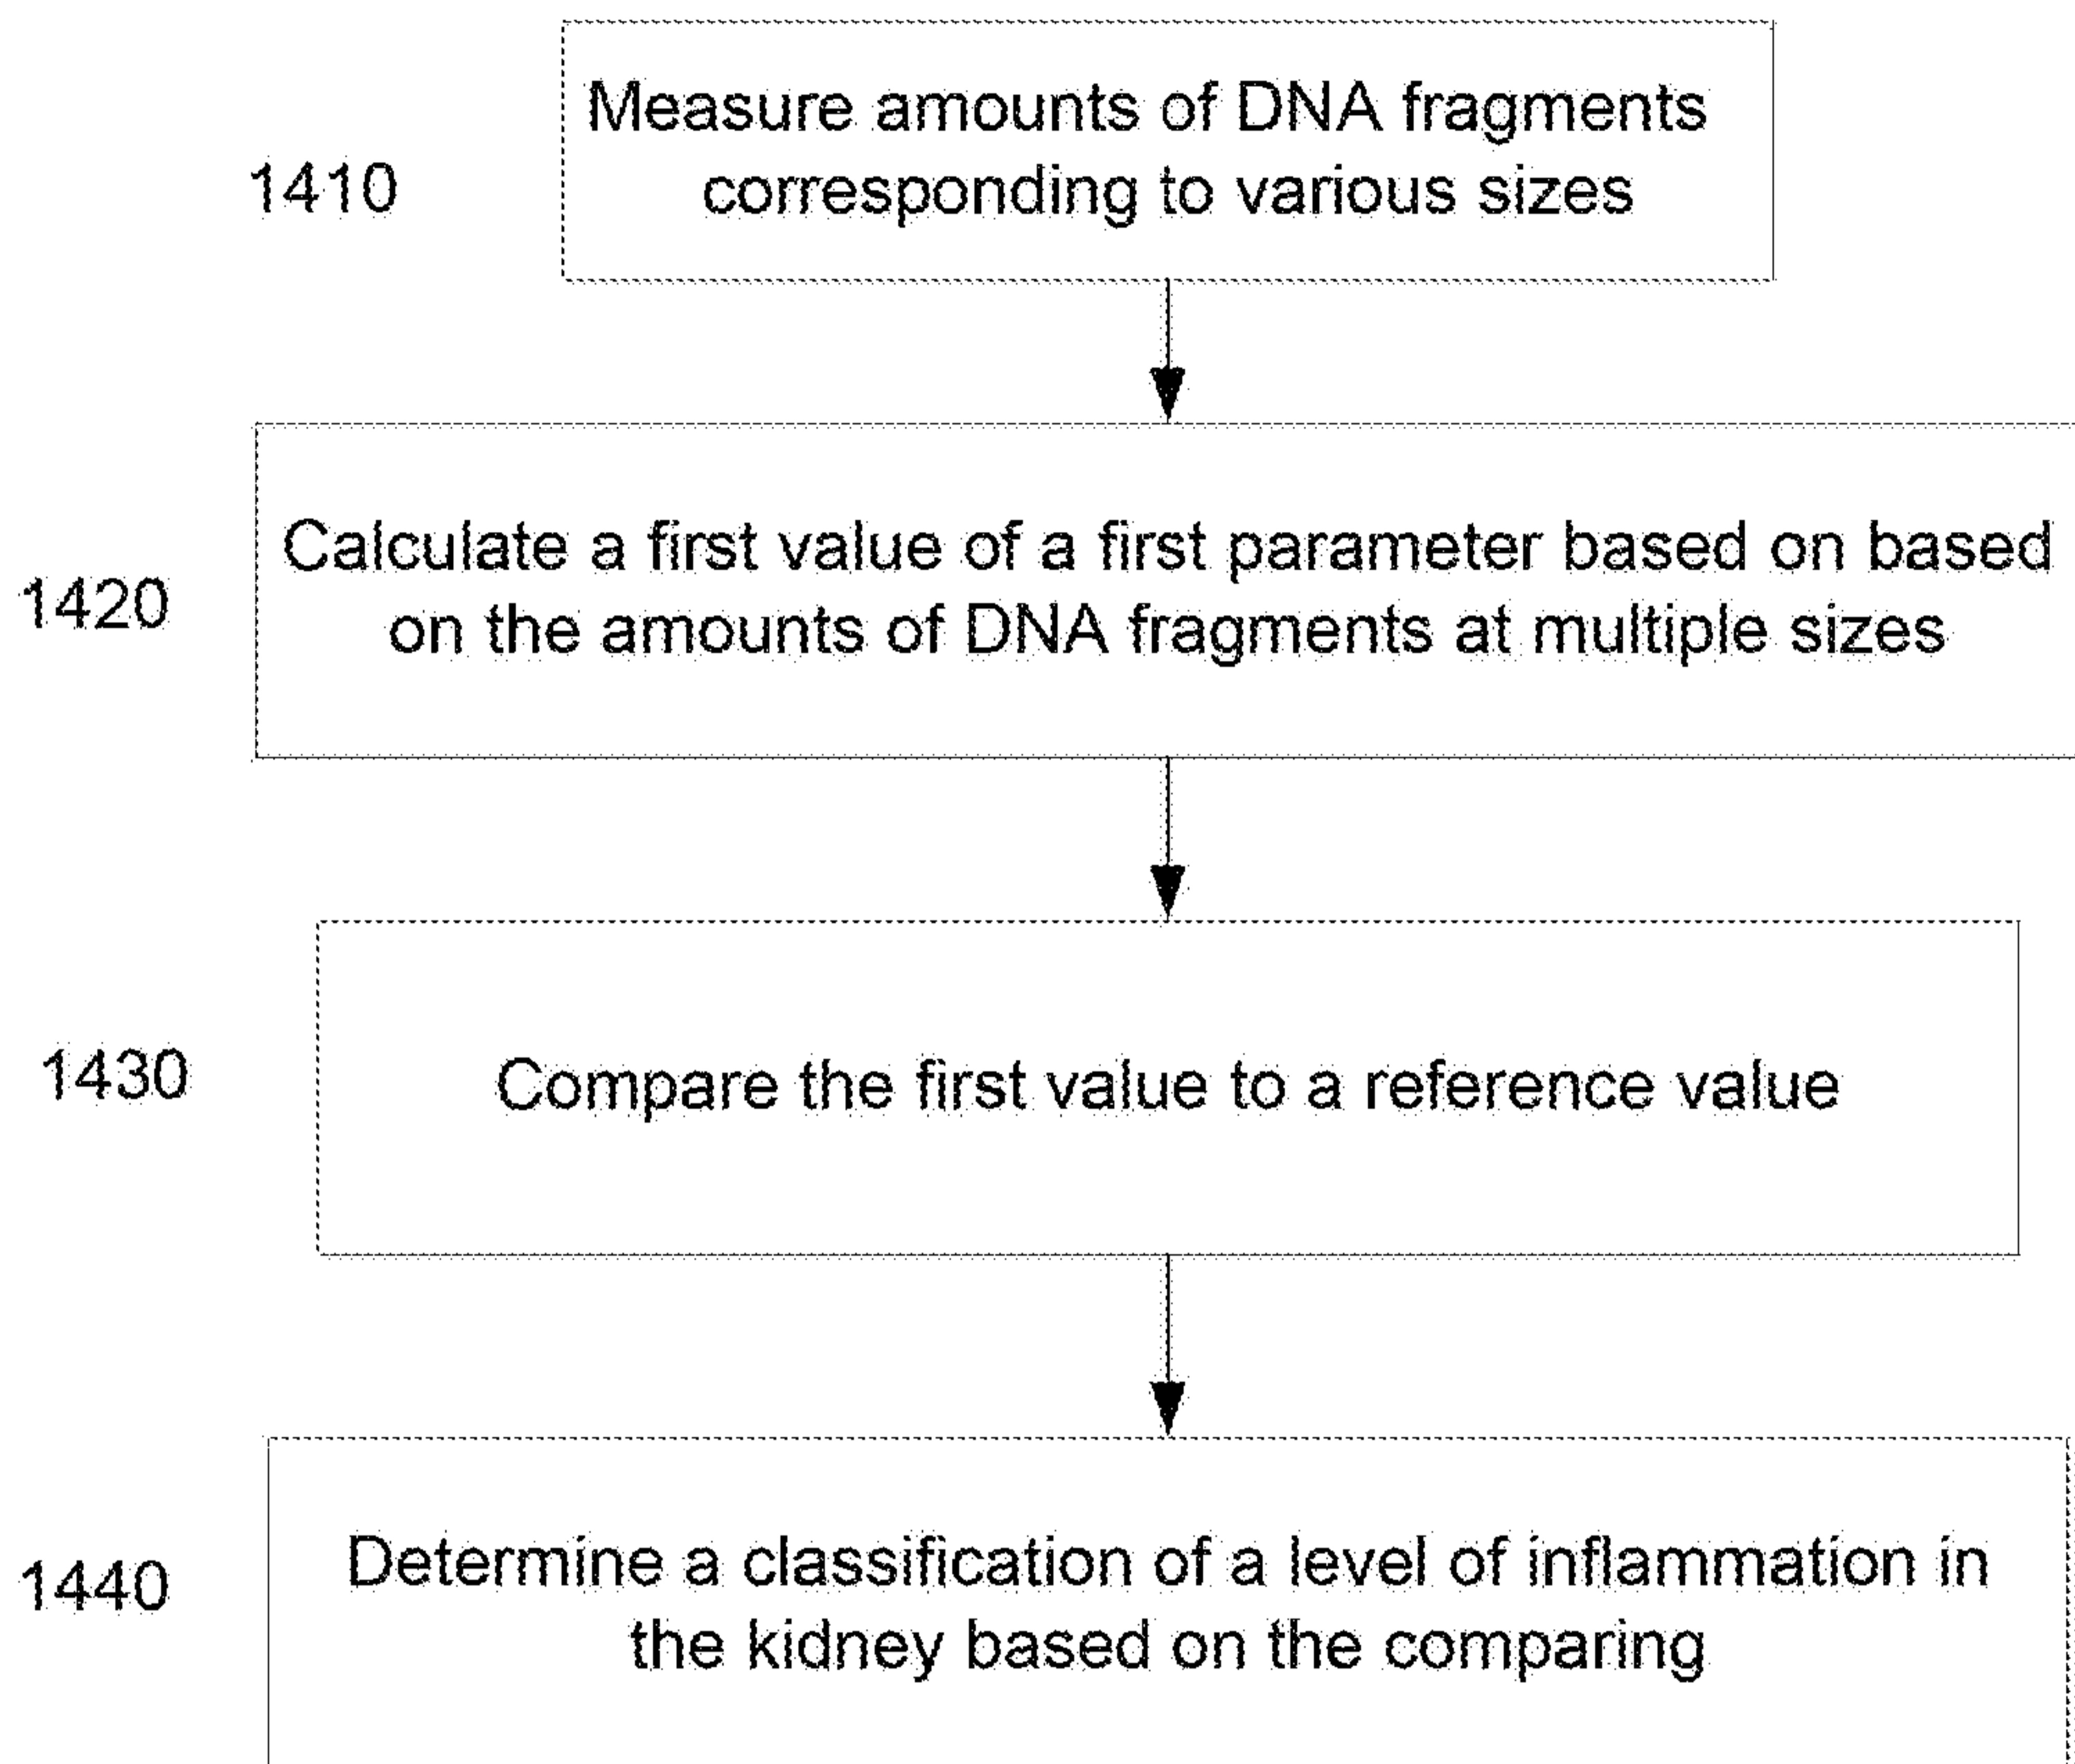 Measure amounts of DNA fragments
1410
corresponding to various sizes
Calculate a first value of a first parameter based on based
1420
on the amounts of DNA fragments at multiple sizes
1430
Compare the first value to a reference value
Determine a classification of a level of inflammation in
1440
the kidney based on the comparing